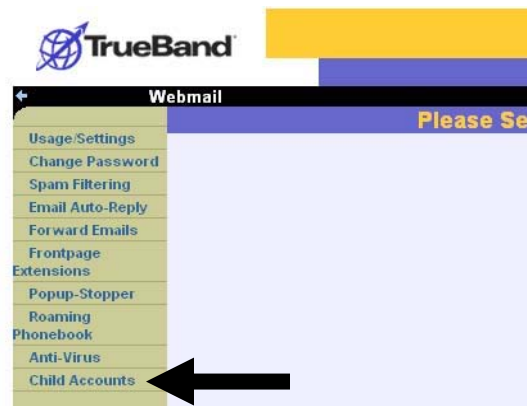 TrueBand
Webmail
Please Se
Usage/Settings
Change Password
Spam Filtering
Email Auto-Reply
Forward Emails
Frontpage
Extensions
Popup-Stopper
Roaming
Phonebook
Anti-Virus
Child Accounts